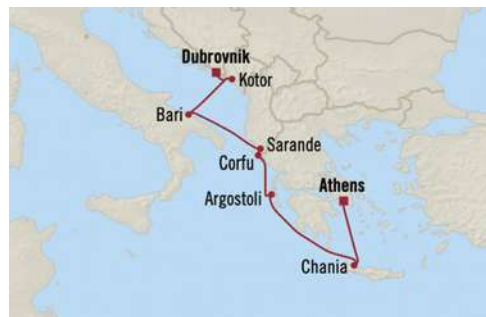 Dubrovnik
Kotor
Bari
Sarande
Corfu
Argostoli
Athens
Chania